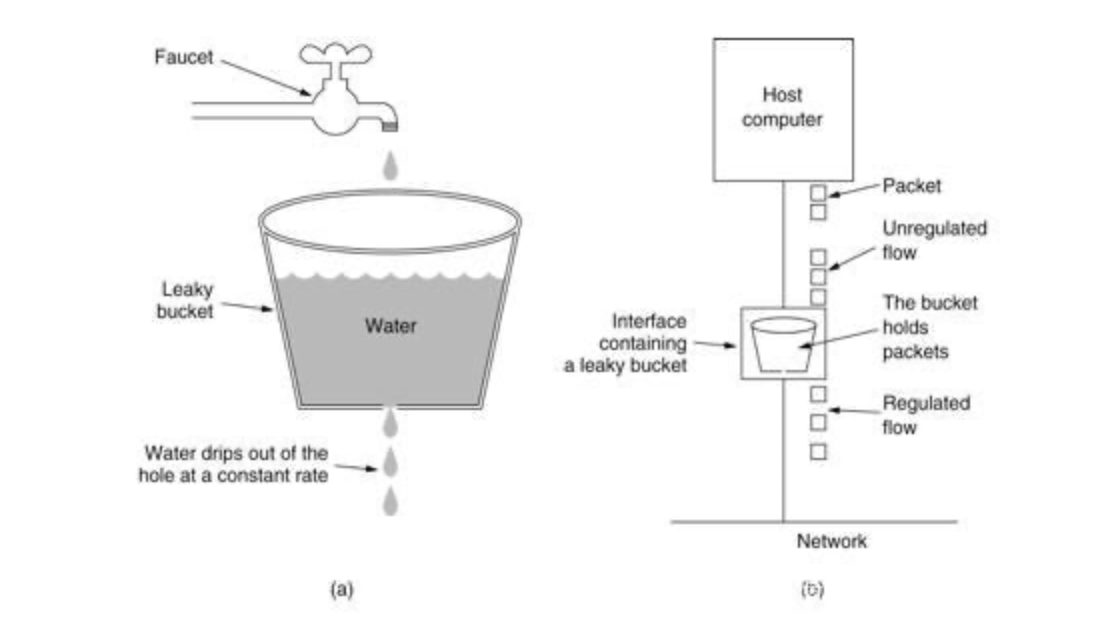 Faucet
Leaky
bucket
Water
Water drips out of the
hole at a constant rate
(a)
Host
computer
Packet
Unregulated
flow
The bucket
holds
packets
Interface
containing
a leaky bucket
Regulated
flow
Network
(b)